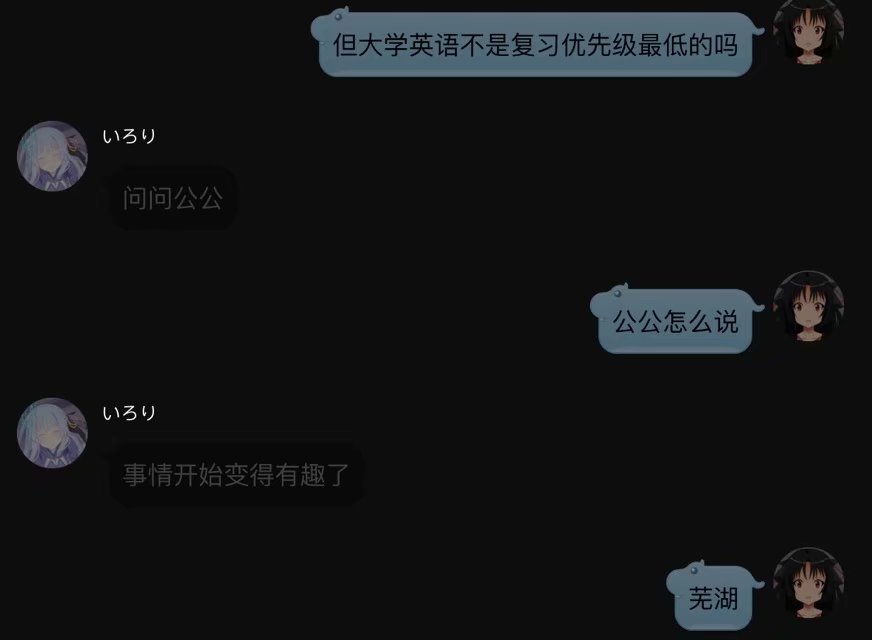 但大学英语不是复习优先级最低的吗
いろり
问问公公
公公怎么说
いろり
事情开始变得有趣了
芜湖